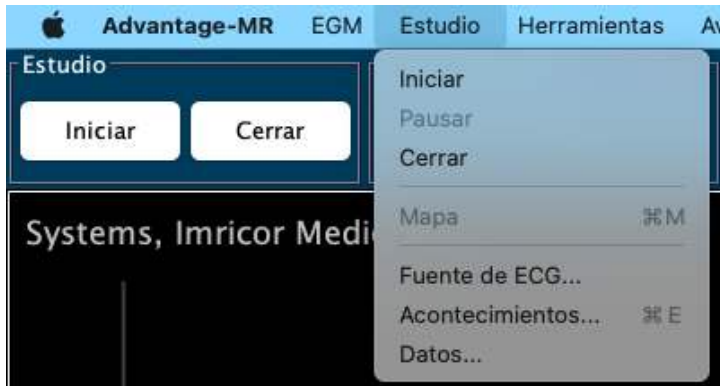 Advantage-MR EGM Estudio Herramientas
Estudio
Iniciar Cerrar
Systems, Imricor
Iniciar
Pausar
Cerrar
Mapa ⌘M
Fuente de ECG...
Acontecimientos... ⌘E
Datos...